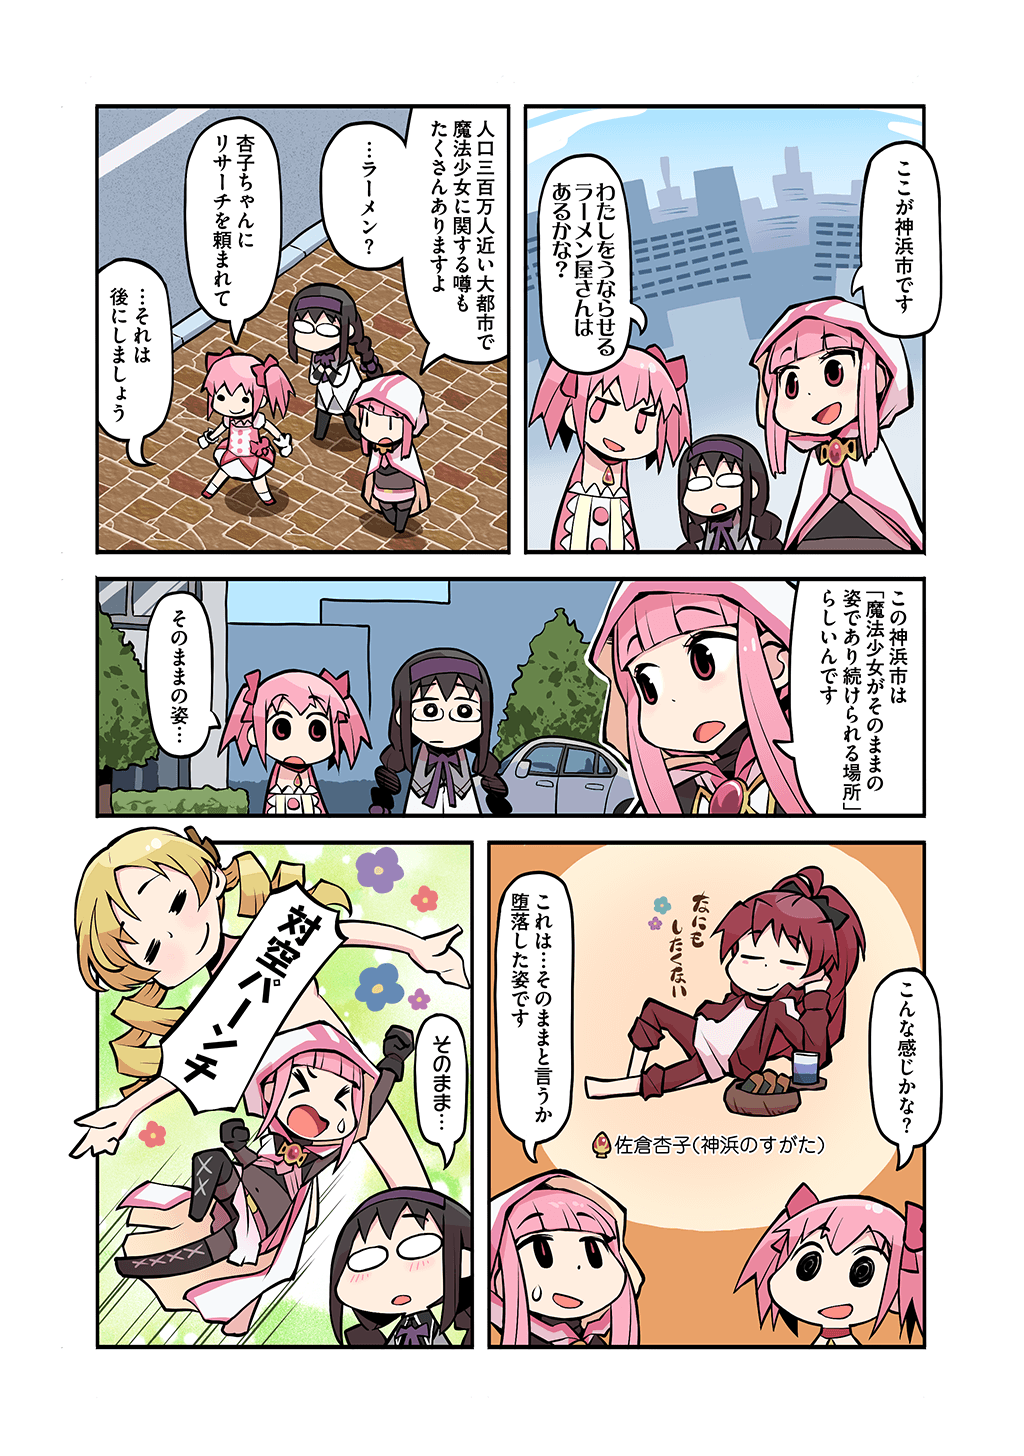 ここが神浜市です
わたしをうならせる
ラーメン屋さんは
あるかな？
人口三百万人近い大都市で
魔法少女に関する噂も
たくさんありますよ
…ラーメン？
杏子ちゃんに
リサーチを頼まれて
…それは
後にしましょう
この神浜市は
「魔法少女がそのままの
姿であり続けられる場所」
らしいんです
そのままの姿…
こんな感じかな？
なにも
したくない
佐倉杏子(神浜のすがた)
これは…そのままと言うか
堕落した姿です
そのまま…
対空パーンチ